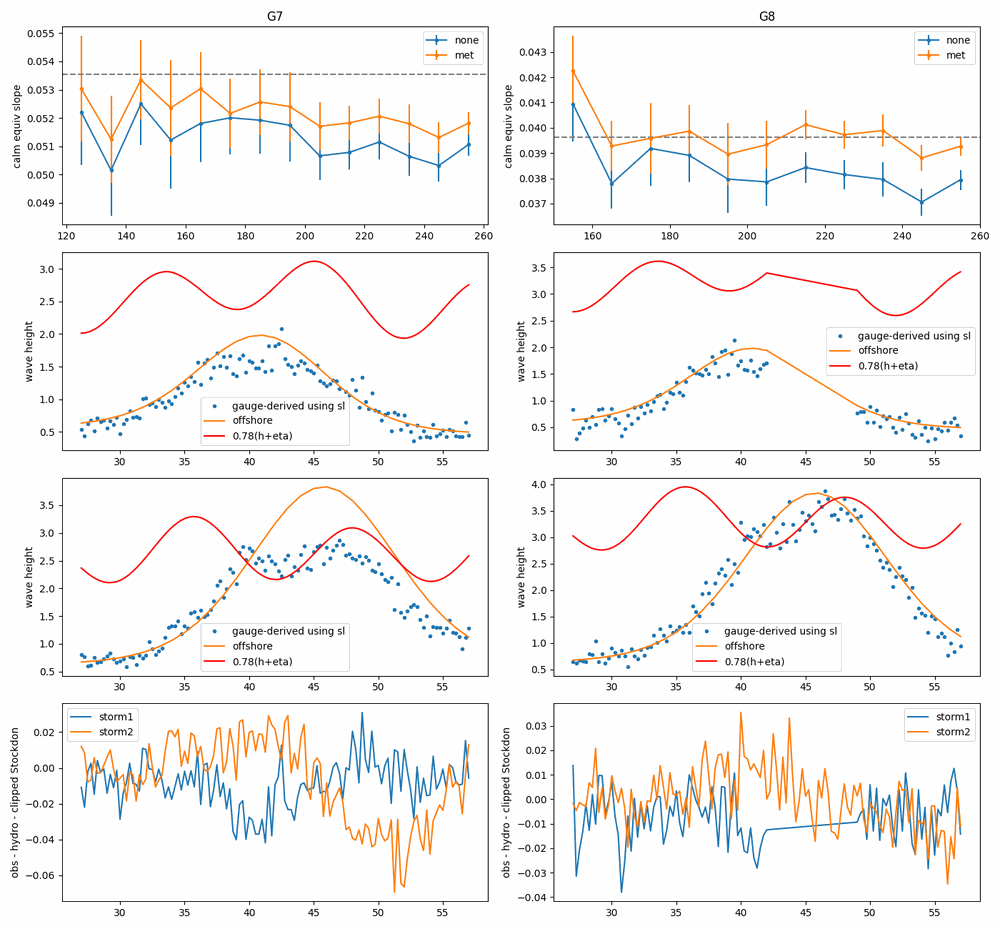 G7
calm equiv slope
0.055
0.054
0.053
0.052
0.051
0.050
0.049
none
met
120 140 160 180 200 220 240 260
G8
calm equiv slope
0.043
0.042
0.041
0.040
0.039
0.038
0.037
none
met
160 180 200 220 240 260
wave height
3.0
2.5
2.0
1.5
1.0
0.5
gauge-derived using sl
offshore
0.78(h+eta)
30 35 40 45 50 55
wave height
3.5
3.0
2.5
2.0
1.5
1.0
0.5
gauge-derived using sl
offshore
0.78(h+eta)
30 35 40 45 50 55
wave height
3.5
3.0
2.5
2.0
1.5
1.0
0.5
gauge-derived using sl
offshore
0.78(h+eta)
30 35 40 45 50 55
wave height
4.0
3.5
3.0
2.5
2.0
1.5
1.0
0.5
gauge-derived using sl
offshore
0.78(h+eta)
30 35 40 45 50 55
obs - hydro - clipped Stockdon
storm1
storm2
0.02
0.00
−0.02
−0.04
−0.06
30 35 40 45 50 55
obs - hydro - clipped Stockdon
0.03
0.02
0.01
0.00
−0.01
−0.02
−0.03
−0.04
storm1
storm2
30 35 40 45 50 55